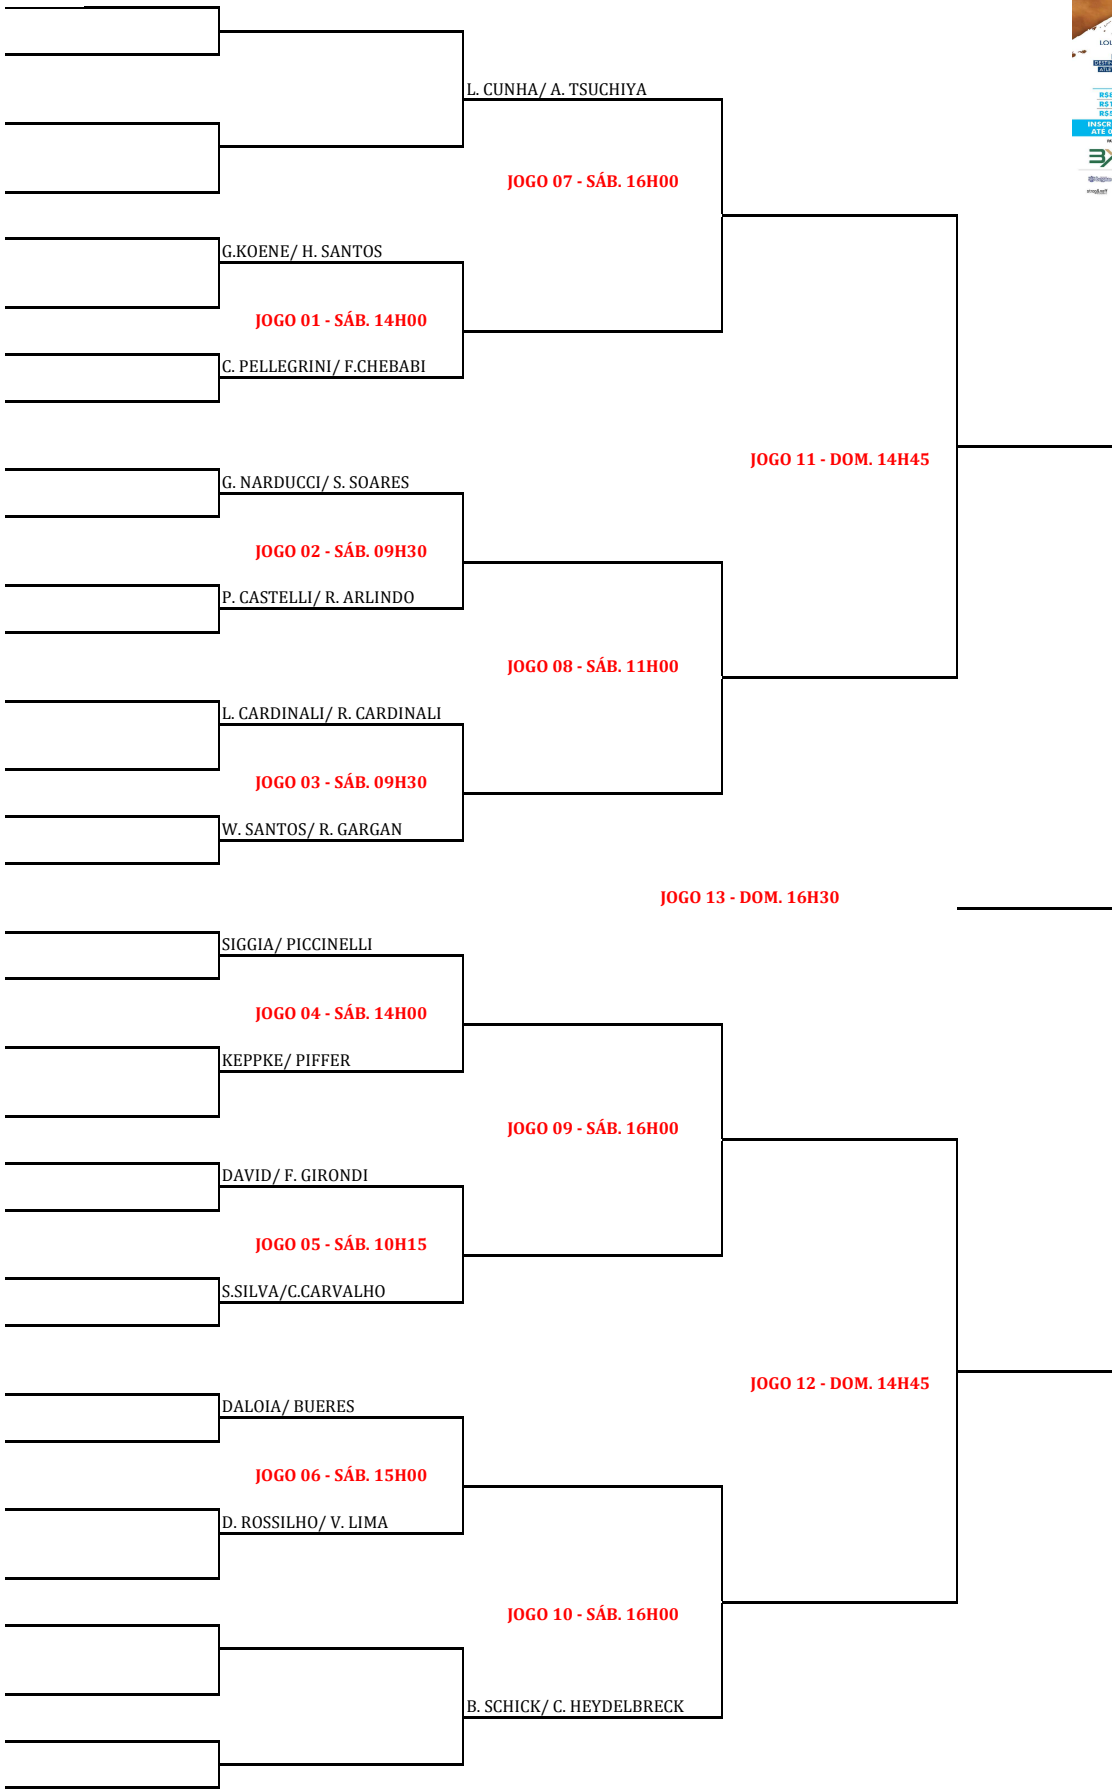 L. CUNHA/ A. TSUCHIYA
JOGO 07 - SÁB. 16H00
G.KOENE/ H. SANTOS
JOGO 01 - SÁB. 14H00
C. PELLEGRINI/ F.CHEBABI
JOGO 11 - DOM. 14H45
G. NARDUCCI/ S. SOARES
JOGO 02 - SÁB. 09H30
P. CASTELLI/ R. ARLINDO
JOGO 08 - SÁB. 11H00
L. CARDINALI/ R. CARDINALI
JOGO 03 - SÁB. 09H30
W. SANTOS/ R. GARGAN
JOGO 13 - DOM. 16H30
SIGGIA/ PICCINELLI
JOGO 04 - SÁB. 14H00
KEPPKE/ PIFFER
JOGO 09 - SÁB. 16H00
DAVID/ F. GIRONDI
JOGO 05 - SÁB. 10H15
S.SILVA/C.CARVALHO
JOGO 12 - DOM. 14H45
DALOIA/ BUERES
JOGO 06 - SÁB. 15H00
D. ROSSILHO/ V. LIMA
JOGO 10 - SÁB. 16H00
B. SCHICK/ C. HEYDELBRECK